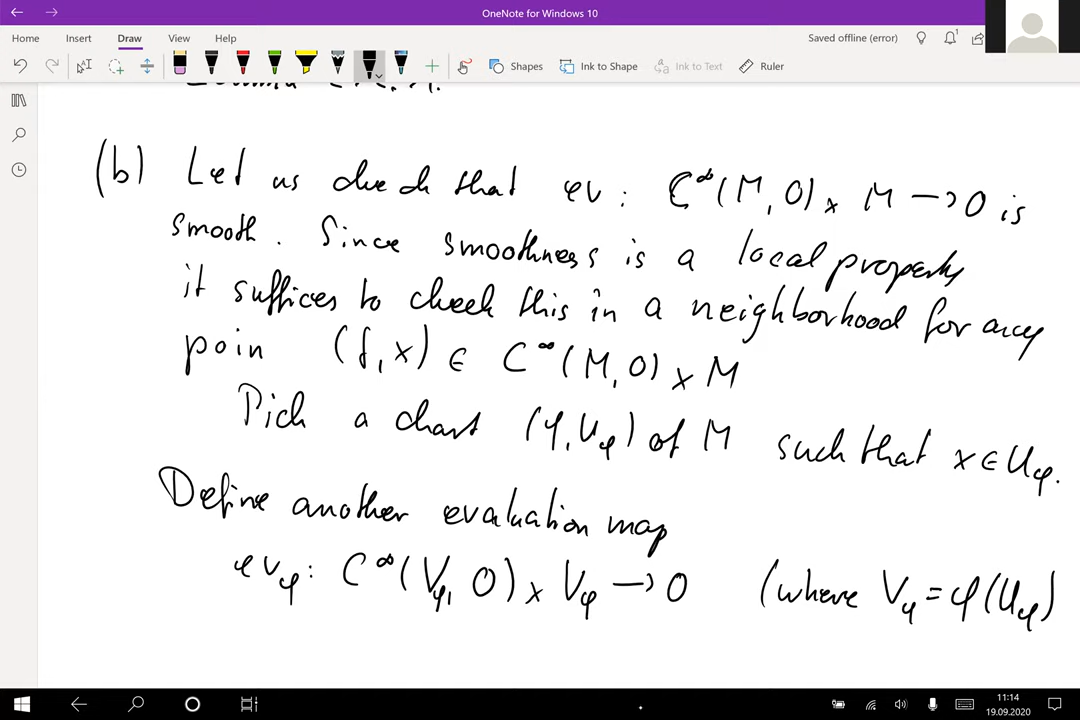 OneNote for Windows 10
Home Insert Draw View Help
Saved offline (error)
Shapes Ink to Shape Ink to Text Ruler
(b) Let us check that ev: C^∞(M, O) × M → O is
smooth. Since smoothness is a local property
it suffices to check this in a neighborhood for any
poin (f, x) ∈ C^∞(M, O) × M
Pick a chart (φ, U_φ) of M such that x ∈ U_φ.
Define another evaluation map
ev_φ: C^∞(V_φ, O) × V_φ → O (where V_φ = φ(U_φ)
11:14
19.09.2020